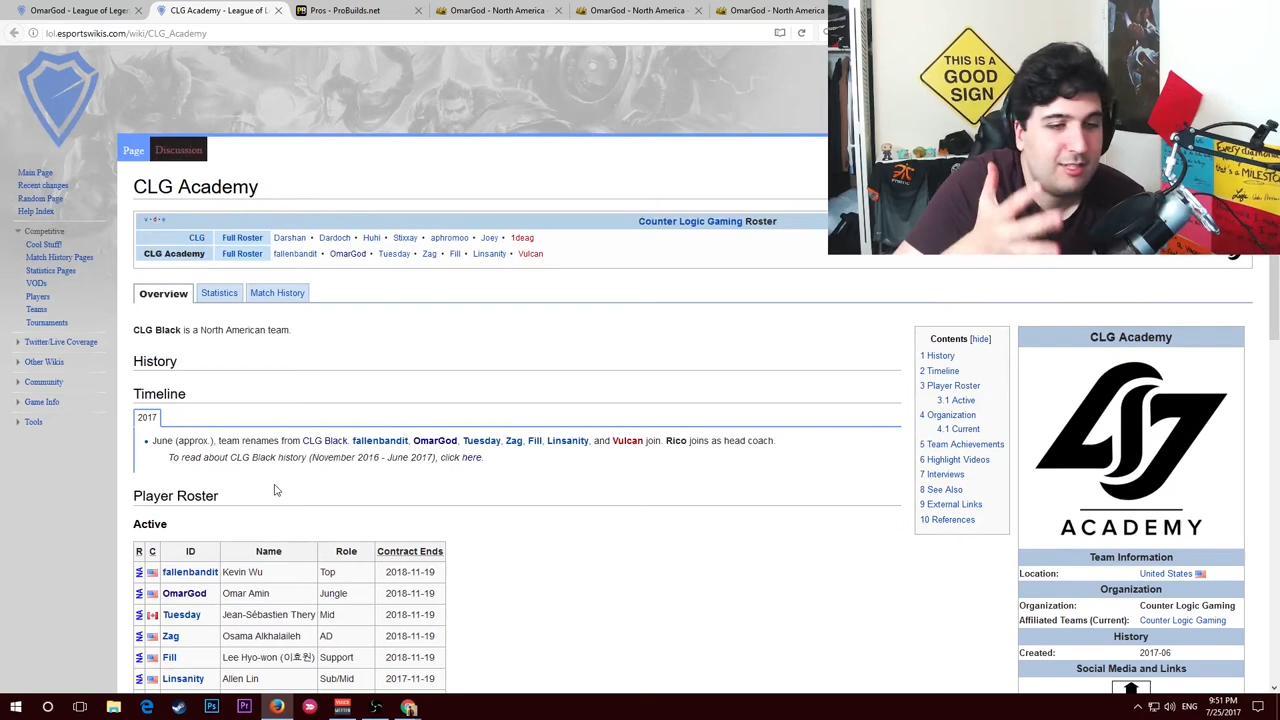 OmarGod - League of Legen
CLG Academy - League of
Pros - ProBuilds.net
OmarGod - North America
OmarGod - North America
OmarGod - North America
lol.esportswikis.com/wiki/CLG_Academy
THIS IS A
GOOD
SIGN
FNATIC
Every diamond
that's a MILESTO
Logic
Page
Discussion
Main Page
Recent changes
Random Page
Help Index
Competitive
Cool Stuff!
Match History Pages
Statistics Pages
VODs
Players
Teams
Tournaments
Twitter/Live Coverage
Other Wikis
Community
Game Info
Tools
CLG Academy
v • d • e
Counter Logic Gaming Roster
CLG Full Roster Darshan • Dardoch • Huhi • Stixxay • aphromoo • Joey • 1deag
CLG Academy Full Roster fallenbandit • OmarGod • Tuesday • Zag • Fill • Linsanity • Vulcan
Overview Statistics Match History
CLG Black is a North American team.
History
Timeline
2017
June (approx.), team renames from CLG Black. fallenbandit, OmarGod, Tuesday, Zag, Fill, Linsanity, and Vulcan join. Rico joins as head coach.
To read about CLG Black history (November 2016 - June 2017), click here.
Player Roster
Active
R C ID Name Role Contract Ends
fallenbandit Kevin Wu Top 2018-11-19
OmarGod Omar Amin Jungle 2018-11-19
Tuesday Jean-Sébastien Thery Mid 2018-11-19
Zag Osama Alkhalaileh AD 2018-11-19
Fill Lee Hyo-won (이효원) Support 2018-11-19
Linsanity Allen Lin Sub/Mid 2017-11-19
Contents [hide]
1 History
2 Timeline
3 Player Roster
3.1 Active
4 Organization
4.1 Current
5 Team Achievements
6 Highlight Videos
7 Interviews
8 See Also
9 External Links
10 References
CLG Academy
ACADEMY
Team Information
Location: United States
Organization
Organization: Counter Logic Gaming
Affiliated Teams (Current): Counter Logic Gaming
History
Created: 2017-06
Social Media and Links
ENG
9:51 PM
7/25/2017